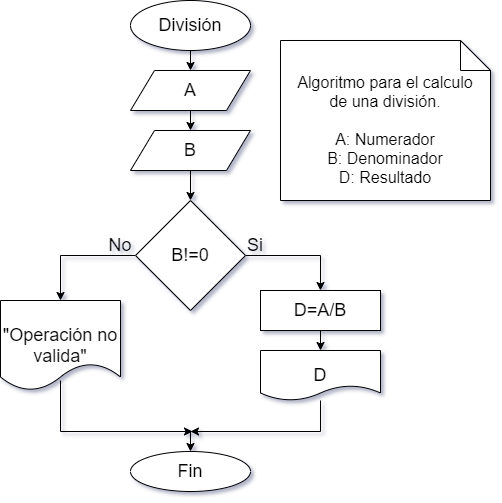 División
A
B
Algoritmo para el calculo
de una división.
A: Numerador
B: Denominador
D: Resultado
No
B!=0
Si
"Operación no
valida"
D=A/B
D
Fin